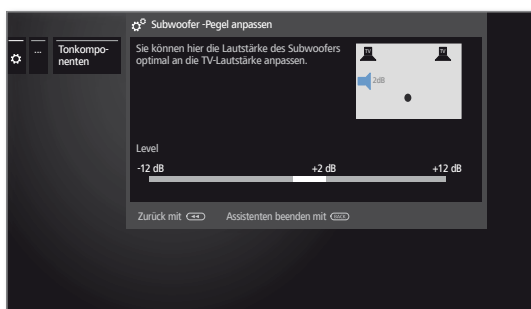 Subwoofer -Pegel anpassen
...
Tonkompo-
nenten
Sie können hier die Lautstärke des Subwoofers
optimal an die TV-Lautstärke anpassen.
TV TV
2dB
Level
-12 dB +2 dB +12 dB
Zurück mit Assistenten beenden mit BACK